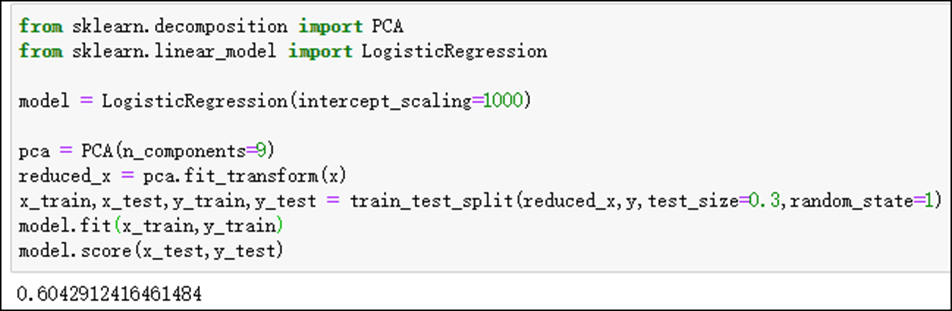 from sklearn.decomposition import PCA
from sklearn.linear_model import LogisticRegression
model = LogisticRegression(intercept_scaling=1000)
pca = PCA(n_components=9)
reduced_x = pca.fit_transform(x)
x_train,x_test,y_train,y_test = train_test_split(reduced_x,y,test_size=0.3,random_state=1)
model.fit(x_train,y_train)
model.score(x_test,y_test)
0.6042912416461484